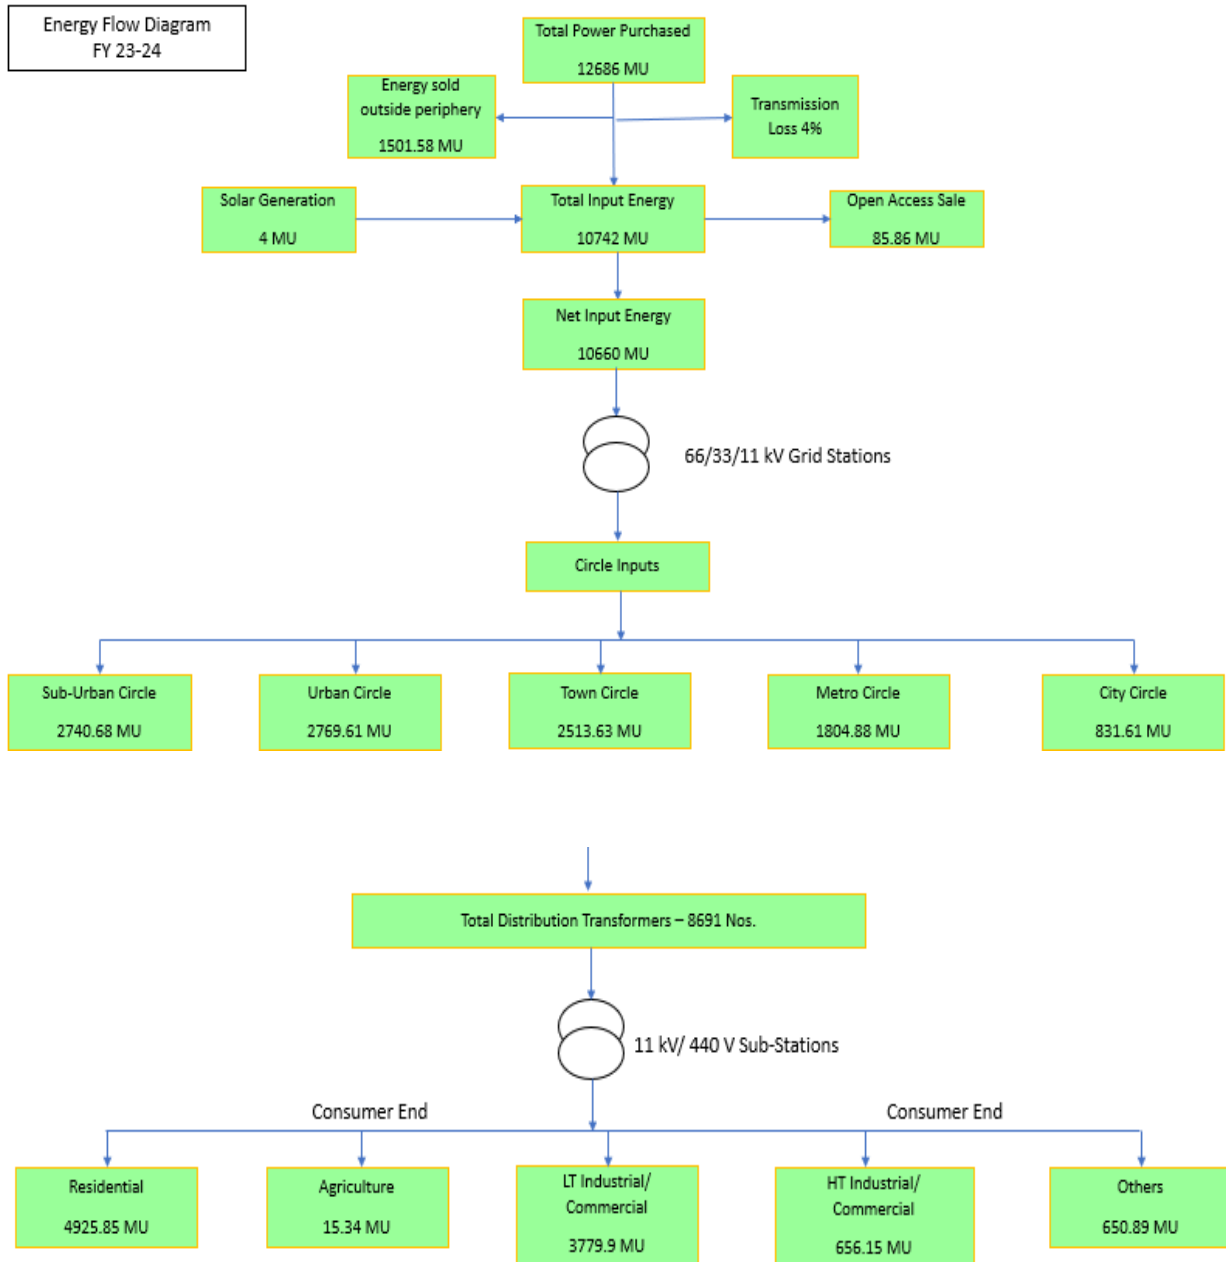 Energy Flow Diagram
FY 23-24
Total Power Purchased
12686 MU
Energy sold
outside periphery
1501.58 MU
Transmission
Loss 4%
Solar Generation
4 MU
Total Input Energy
10742 MU
Open Access Sale
85.86 MU
Net Input Energy
10660 MU
66/33/11 kV Grid Stations
Circle Inputs
Sub-Urban Circle
2740.68 MU
Urban Circle
2769.61 MU
Town Circle
2513.63 MU
Metro Circle
1804.88 MU
City Circle
831.61 MU
Total Distribution Transformers – 8691 Nos.
11 kV/ 440 V Sub-Stations
Consumer End
Consumer End
Residential
4925.85 MU
Agriculture
15.34 MU
LT Industrial/
Commercial
3779.9 MU
HT Industrial/
Commercial
656.15 MU
Others
650.89 MU